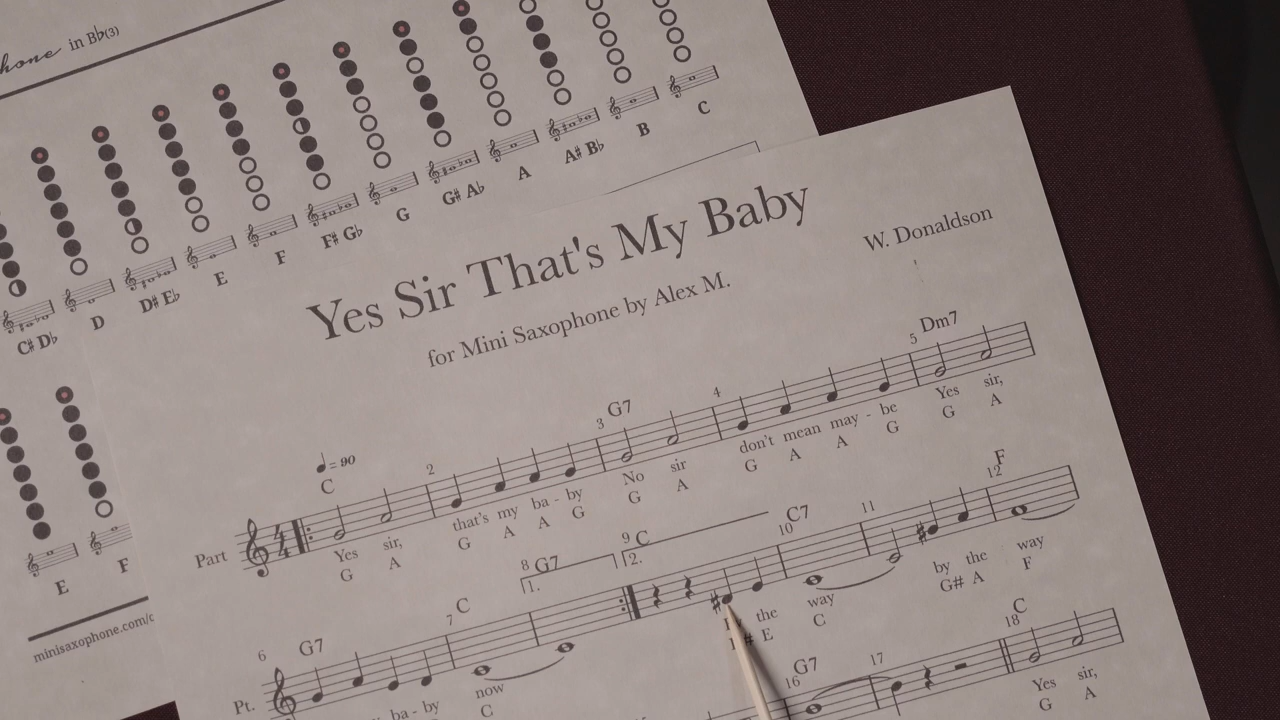 in B♭(3)
C# D♭ D D# E♭ E F F# G♭ G G# A♭ A A# B♭ B C
E F
minisaxophone.com/
Yes Sir That's My Baby
for Mini Saxophone by Alex M.
W. Donaldson
♩ = 90
C 2 3 G7 4 5 Dm7
Part
Yes sir, that's my ba - by No sir don't mean may - be Yes sir,
G A G A A G G A G A A G G A
6 G7 7 C 8 G7 9 C 10 C7 11 12 F
1. 2.
Pt.
ba - by now the way by the way
C E C G# A F
16 G7 17 18 C
Yes sir,
G A